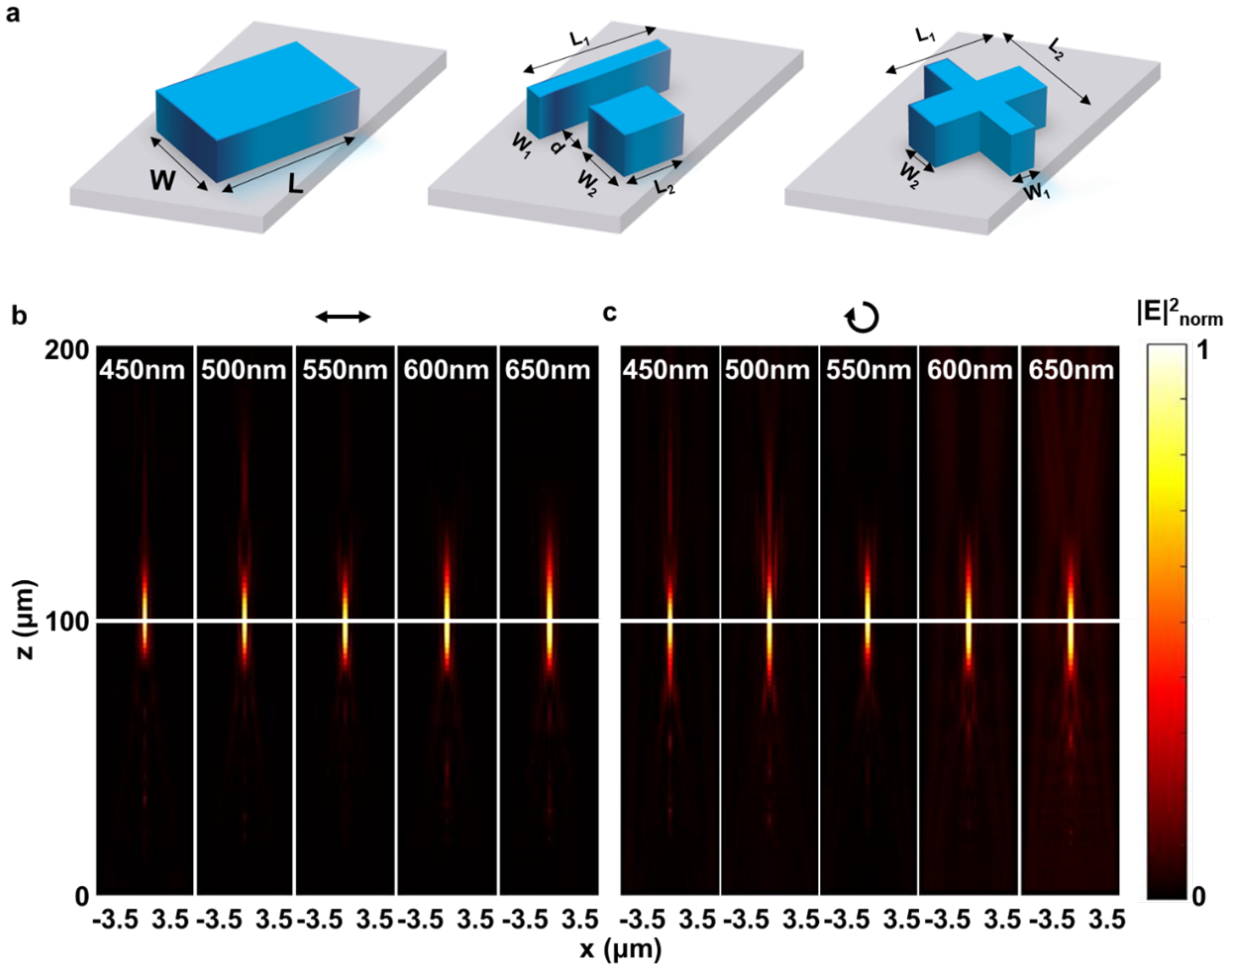 a
W
L
L₁
W₁
d
W₂
L₂
L₁
L₂
W₂
W₁
b
c
|E|²norm
200
450nm 500nm 550nm 600nm 650nm
450nm 500nm 550nm 600nm 650nm
1
100
z (μm)
0
0
-3.5 3.5 -3.5 3.5 -3.5 3.5 -3.5 3.5 -3.5 3.5
-3.5 3.5 -3.5 3.5 -3.5 3.5 -3.5 3.5 -3.5 3.5
x (μm)